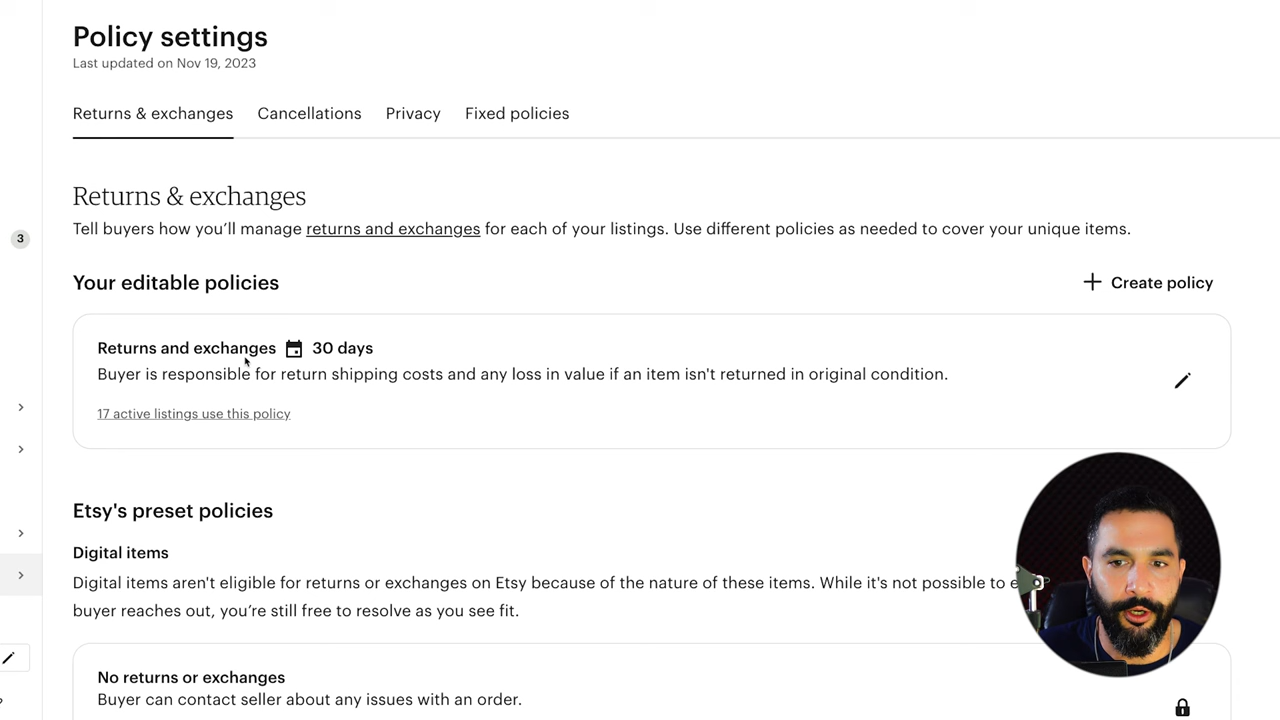 Policy settings
Last updated on Nov 19, 2023
Returns & exchanges Cancellations Privacy Fixed policies
Returns & exchanges
Tell buyers how you’ll manage returns and exchanges for each of your listings. Use different policies as needed to cover your unique items.
3
Your editable policies
Create policy
Returns and exchanges 30 days
Buyer is responsible for return shipping costs and any loss in value if an item isn't returned in original condition.
17 active listings use this policy
Etsy's preset policies
Digital items
Digital items aren't eligible for returns or exchanges on Etsy because of the nature of these items. While it's not possible to
buyer reaches out, you’re still free to resolve as you see fit.
No returns or exchanges
Buyer can contact seller about any issues with an order.